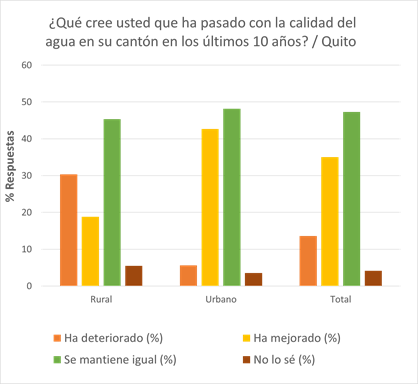 ¿Qué cree usted que ha pasado con la calidad del
agua en su cantón en los últimos 10 años? / Quito
60
50
40
30
20
10
0
% Respuestas
Rural
Urbano
Total
Ha deteriorado (%)
Ha mejorado (%)
Se mantiene igual (%)
No lo sé (%)